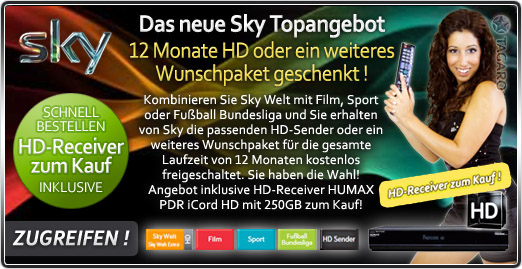 sky
Das neue Sky Topangebot
12 Monate HD oder ein weiteres
Wunschpaket geschenkt !
Kombinieren Sie Sky Welt mit Film, Sport
oder Fußball Bundesliga und Sie erhalten
von Sky die passenden HD-Sender oder ein
weiteres Wunschpaket für die gesamte
Laufzeit von 12 Monaten kostenlos
freigeschaltet. Sie haben die Wahl!
Angebot inklusive HD-Receiver HUMAX
PDR iCord HD mit 250GB zum Kauf!
SCHNELL
BESTELLEN
HD-Receiver
zum Kauf
INKLUSIVE
HD-Receiver zum Kauf !
HD
ZUGREIFEN !
Sky Welt
Sky Welt Extra
Film
Sport
Fußball
Bundesliga
HD Sender